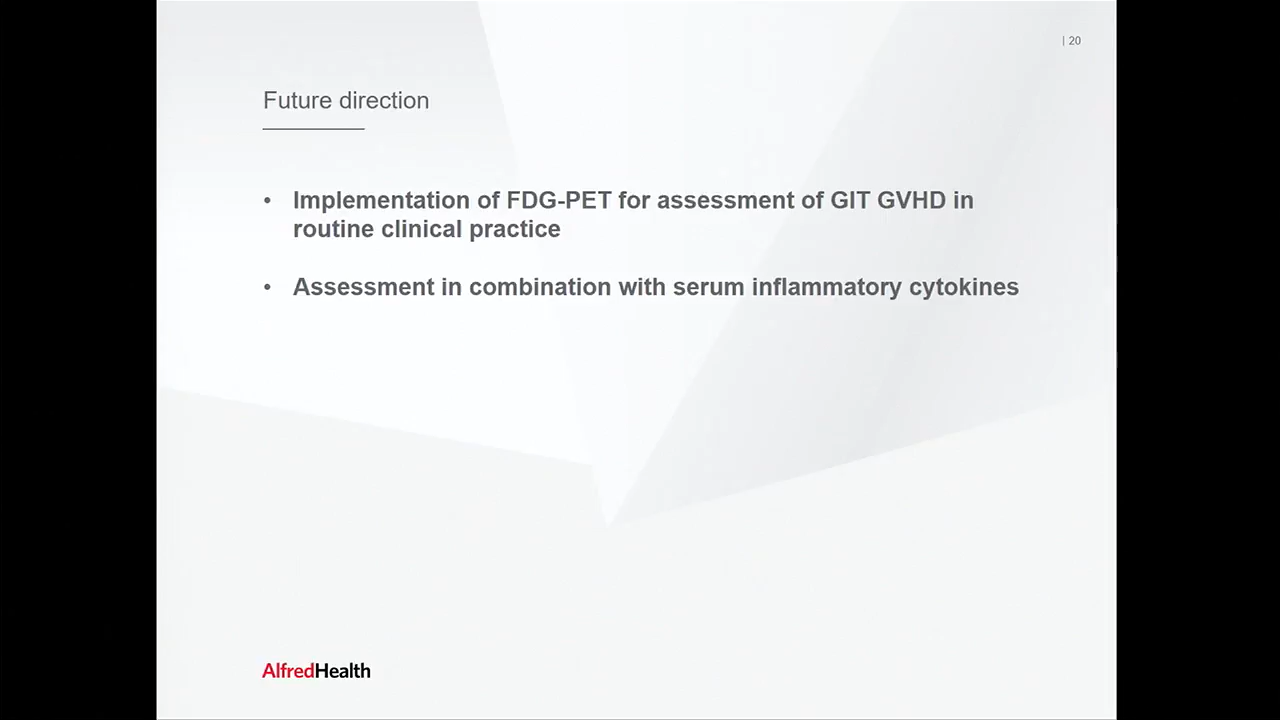 | 20
Future direction
• Implementation of FDG-PET for assessment of GIT GVHD in
routine clinical practice
• Assessment in combination with serum inflammatory cytokines
AlfredHealth